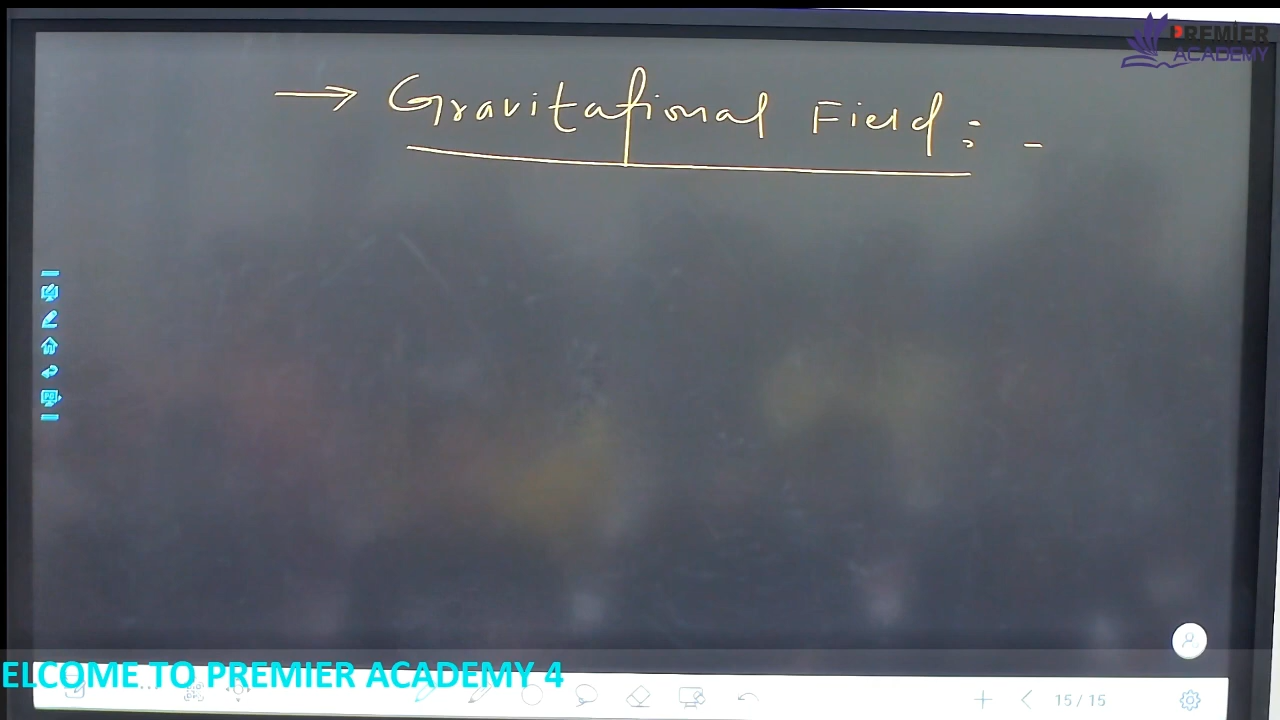 PREMIER
ACADEMY
→ Gravitational Field : -
ELCOME TO PREMIER ACADEMY 4
15 / 15